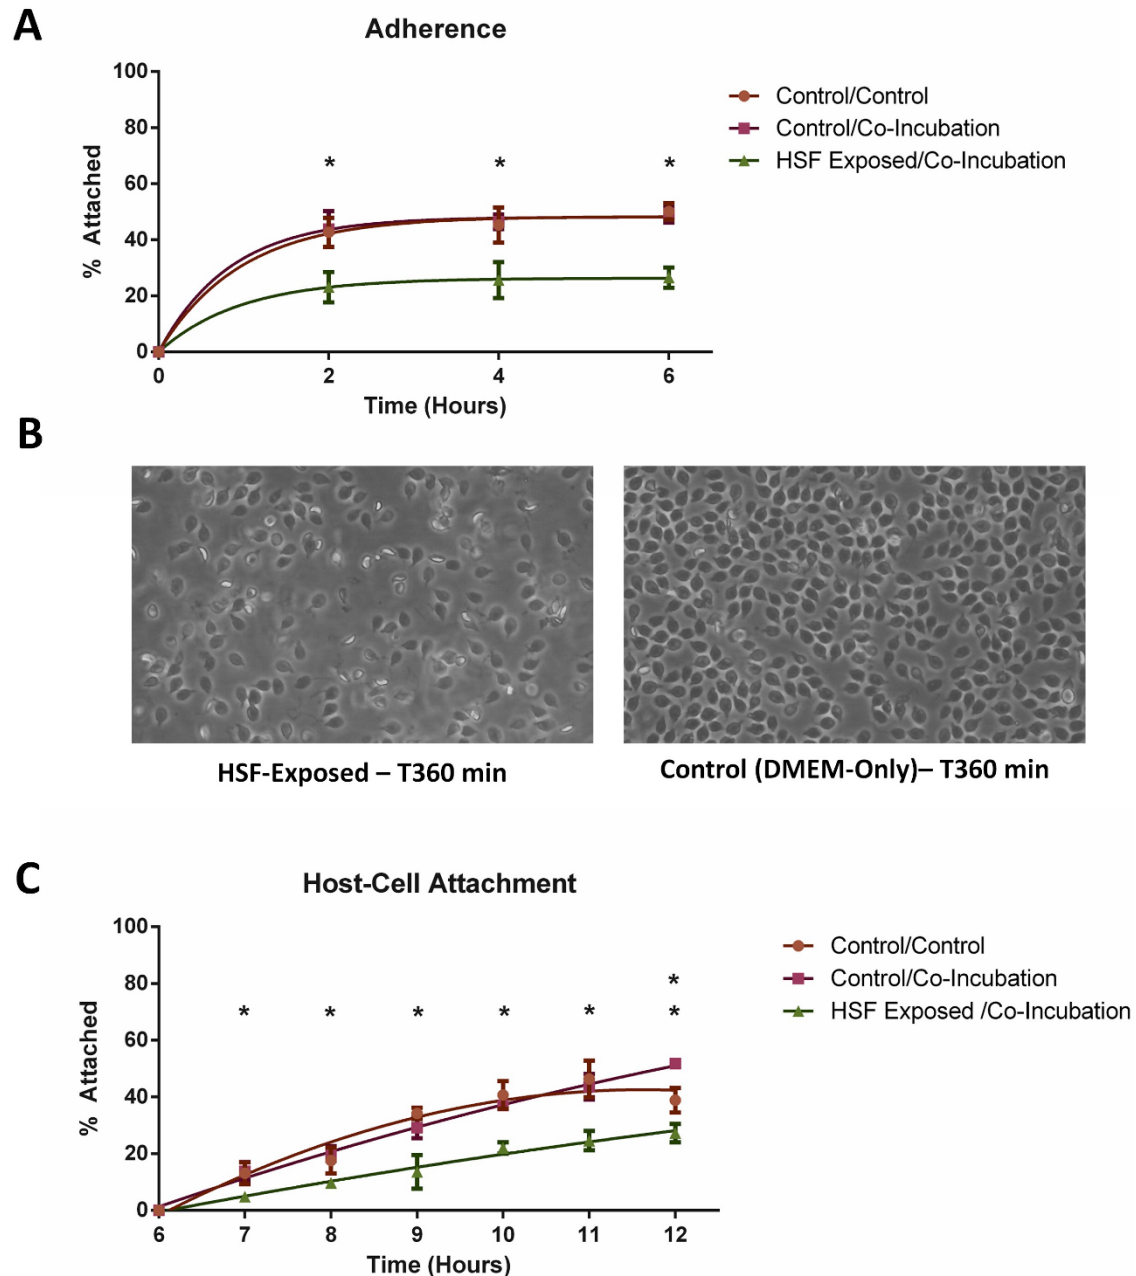 A
Adherence
100
80
60
40
20
0
% Attached
* * *
0 2 4 6
Time (Hours)
Control/Control
Control/Co-Incubation
HSF Exposed/Co-Incubation
B
HSF-Exposed – T360 min
Control (DMEM-Only)– T360 min
C
Host-Cell Attachment
100
80
60
40
20
0
% Attached
*
* * * * * *
6 7 8 9 10 11 12
Time (Hours)
Control/Control
Control/Co-Incubation
HSF Exposed /Co-Incubation